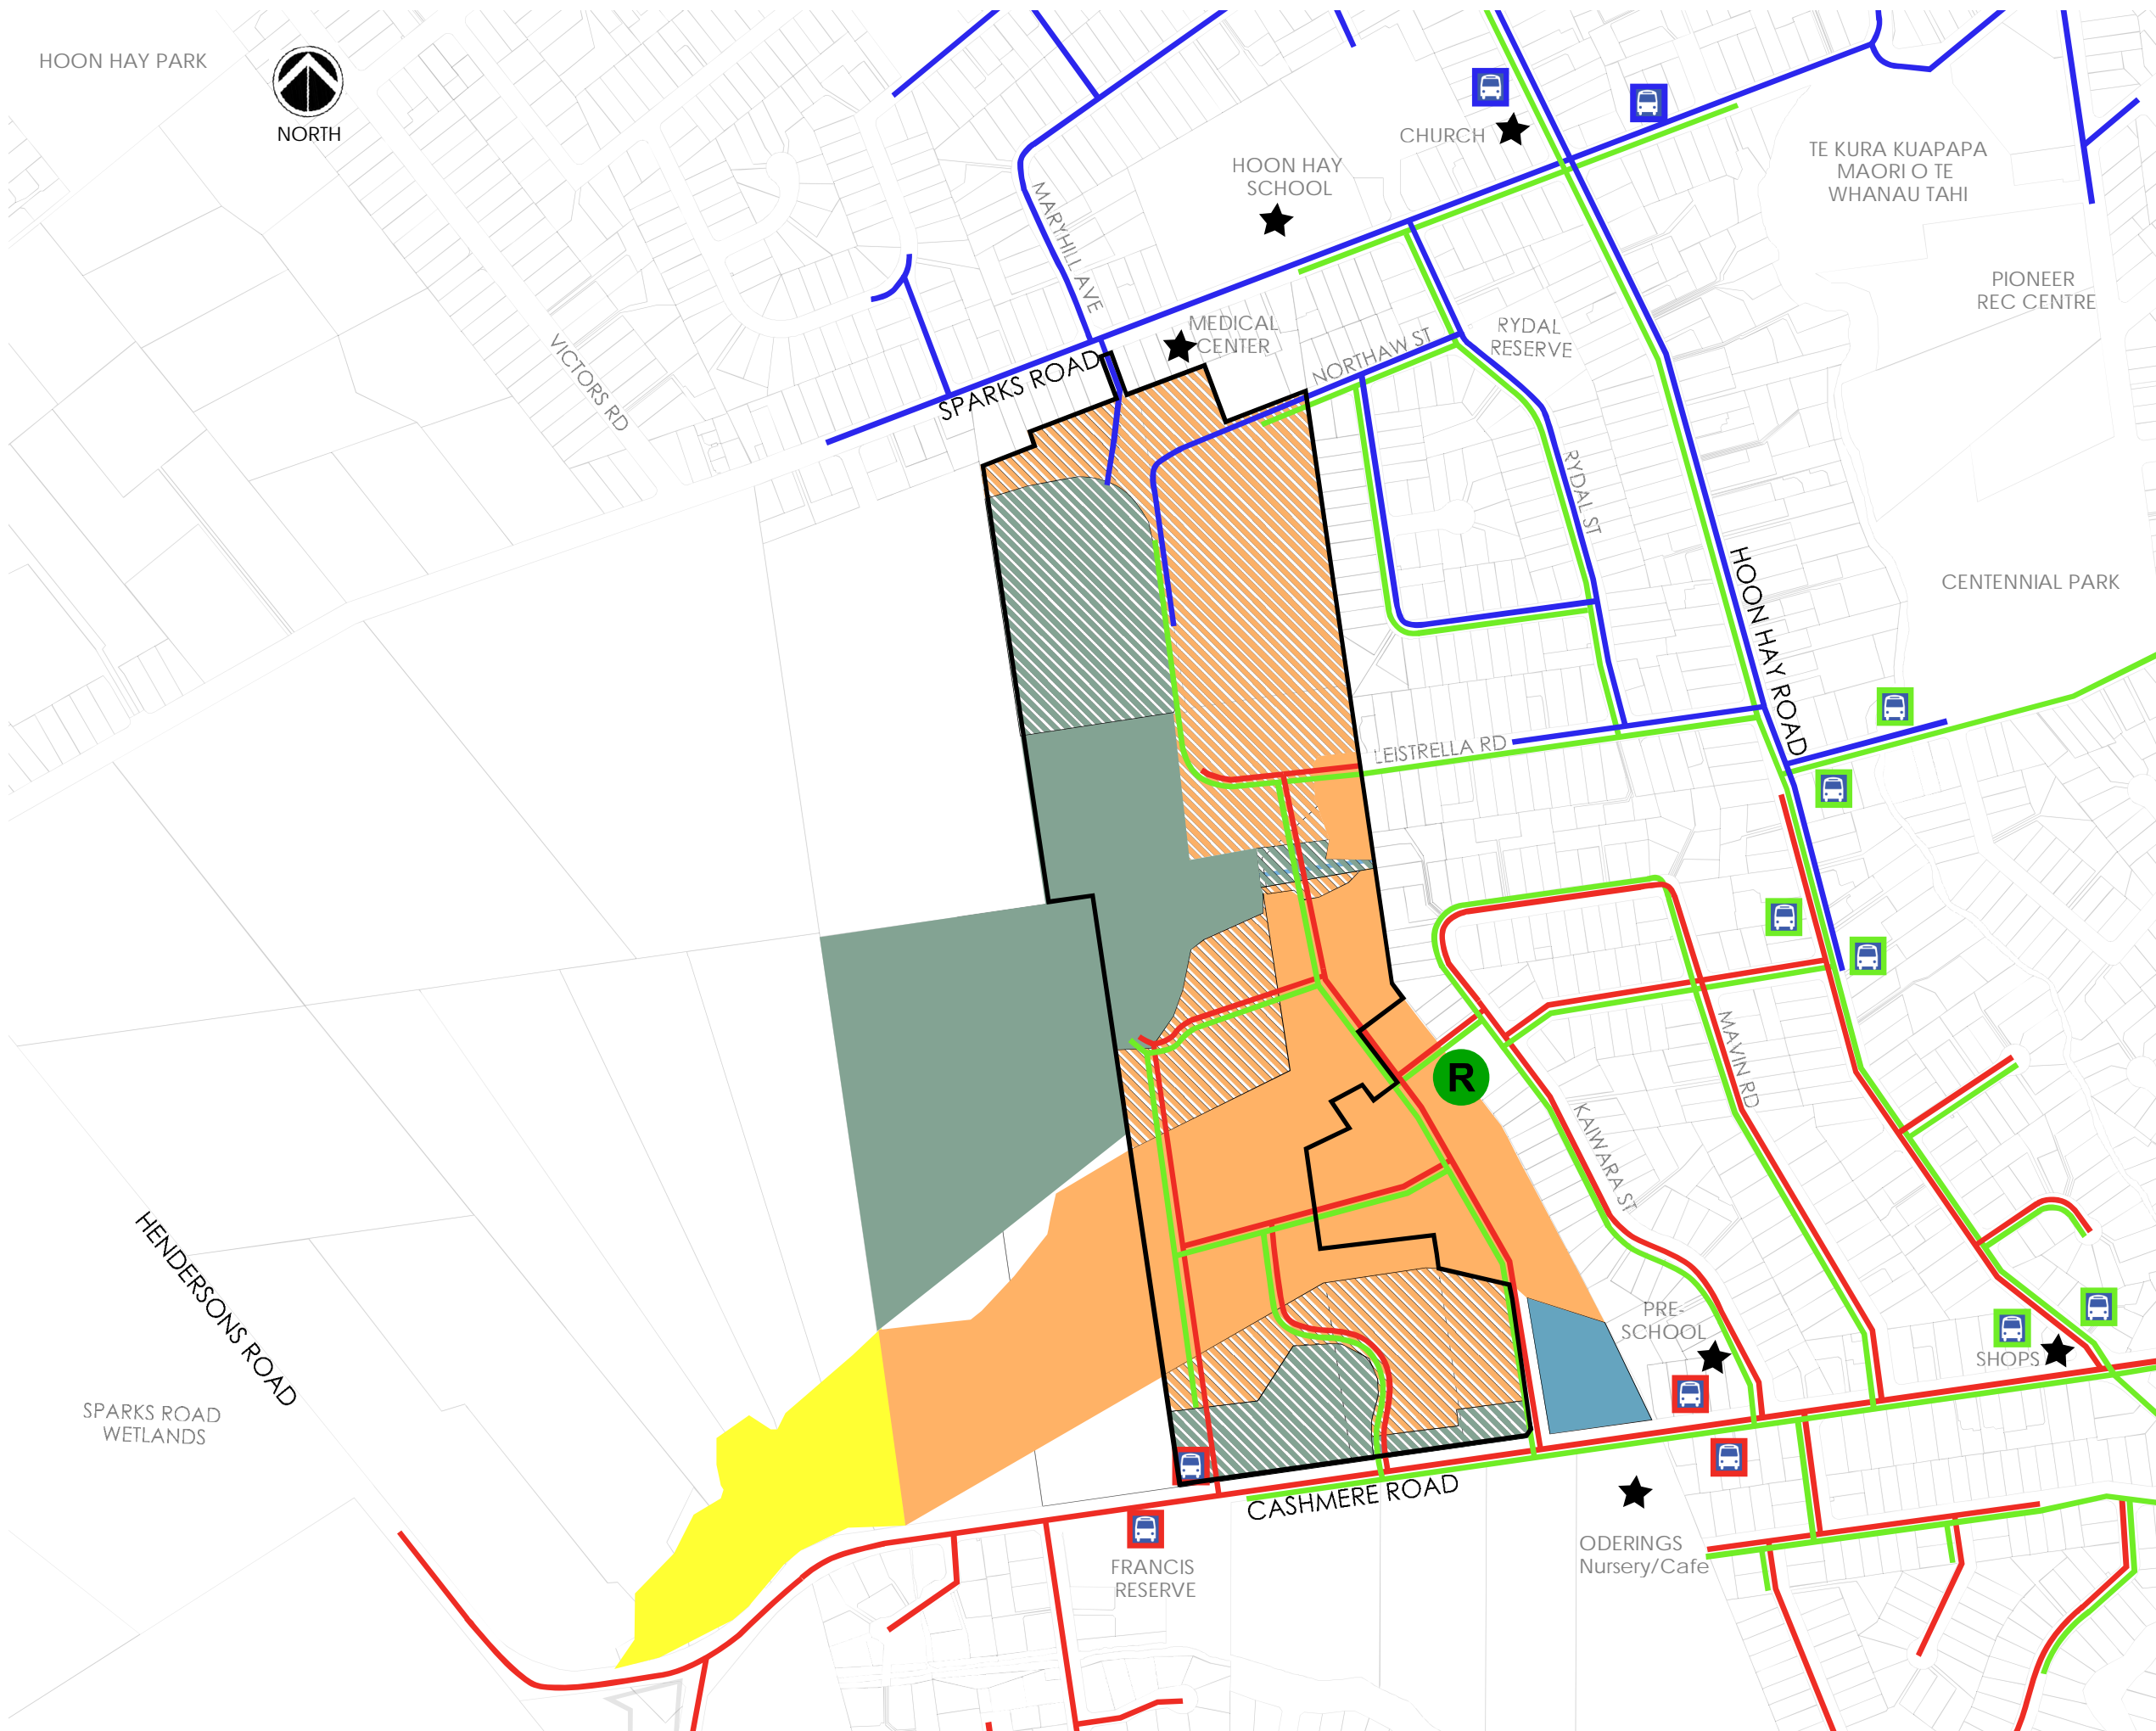 HOON HAY PARK
NORTH
CHURCH
HOON HAY
SCHOOL
TE KURA KUAPAPA
MAORI O TE
WHANAU TAHI
MARYHILL AVE
PIONEER
REC CENTRE
MEDICAL
CENTER
RYDAL
RESERVE
NORTHAW ST
VICTORS RD
SPARKS ROAD
RYDAL ST
HOON HAY ROAD
CENTENNIAL PARK
LEISTRELLA RD
MAVIN RD
R
KAIWARA ST
HENDERSONS ROAD
PRE-
SCHOOL
SHOPS
SPARKS ROAD
WETLANDS
CASHMERE ROAD
ODERINGS
Nursery/Cafe
FRANCIS
RESERVE